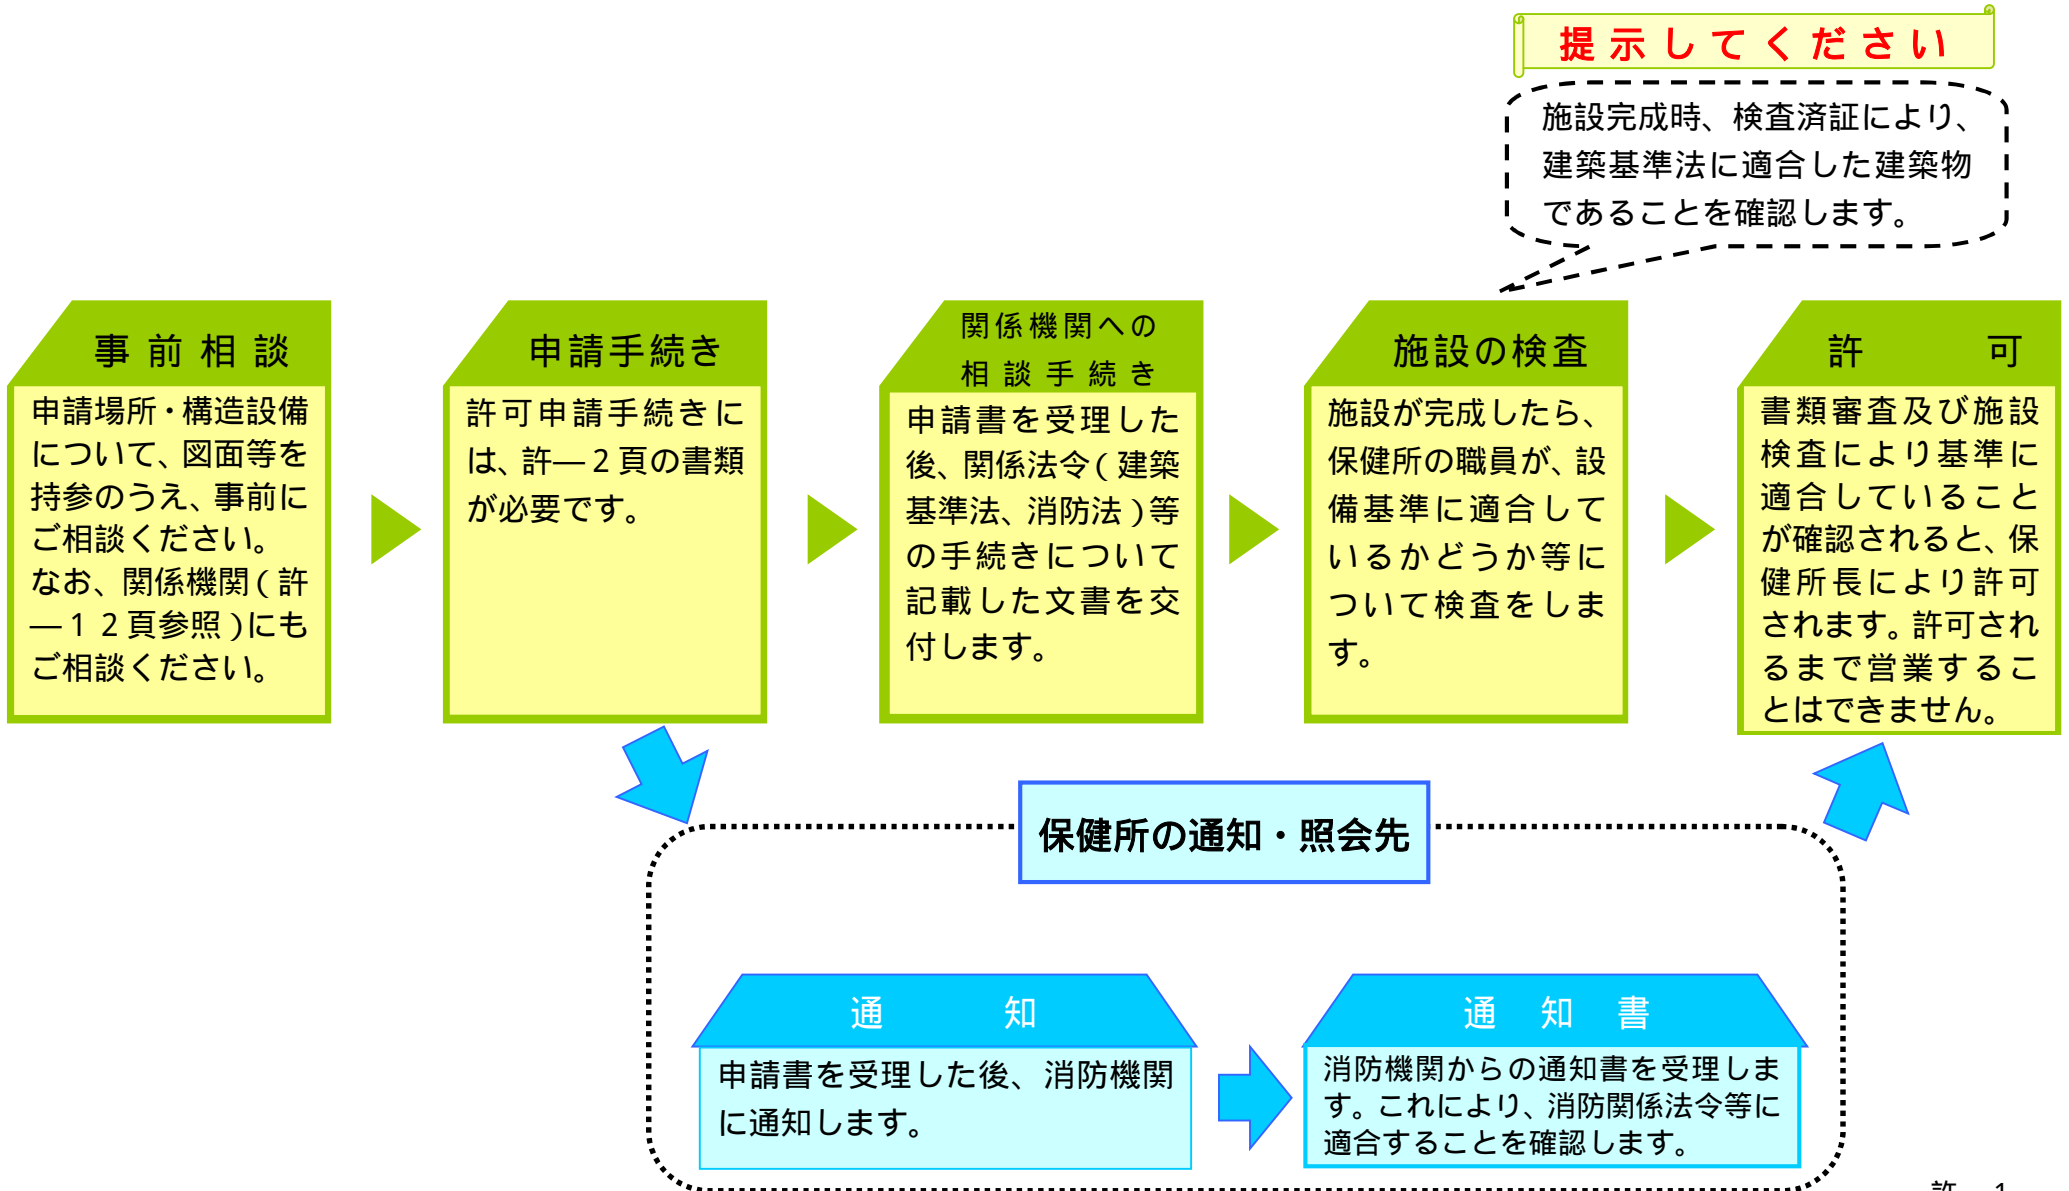 提示してください
施設完成時、検査済証により、
建築基準法に適合した建築物
であることを確認します。
事前相談
申請場所・構造設備
について、図面等を
持参のうえ、事前に
ご相談ください。
なお、関係機関(許
―12頁参照)にも
ご相談ください。
申請手続き
許可申請手続きに
は、許―2頁の書類
が必要です。
関係機関への
相談手続き
申請書を受理した
後、関係法令(建築
基準法、消防法)等
の手続きについて
記載した文書を交
付します。
施設の検査
施設が完成したら、
保健所の職員が、設
備基準に適合して
いるかどうか等に
ついて検査をしま
す。
許可
書類審査及び施設
検査により基準に
適合していること
が確認されると、保
健所長により許可
されます。許可され
るまで営業するこ
とはできません。
保健所の通知・照会先
通知
申請書を受理した後、消防機関
に通知します。
通知書
消防機関からの通知書を受理しま
す。これにより、消防関係法令等に
適合することを確認します。